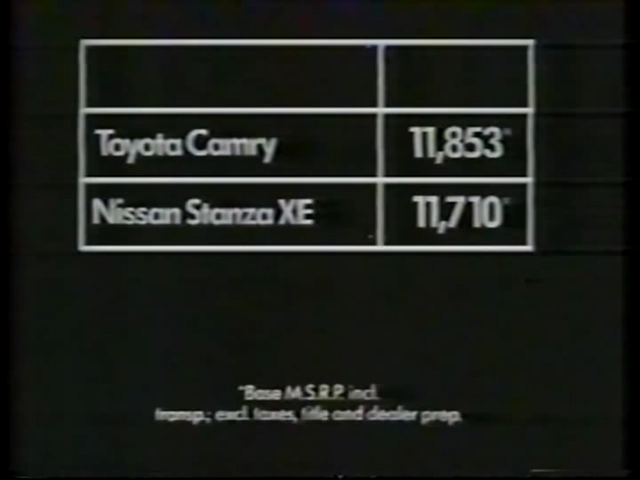 Toyota Camry 11,853*
Nissan Stanza XE 11,710*
*Base M.S.R.P. incl.
transp.; excl. taxes, title and dealer prep.